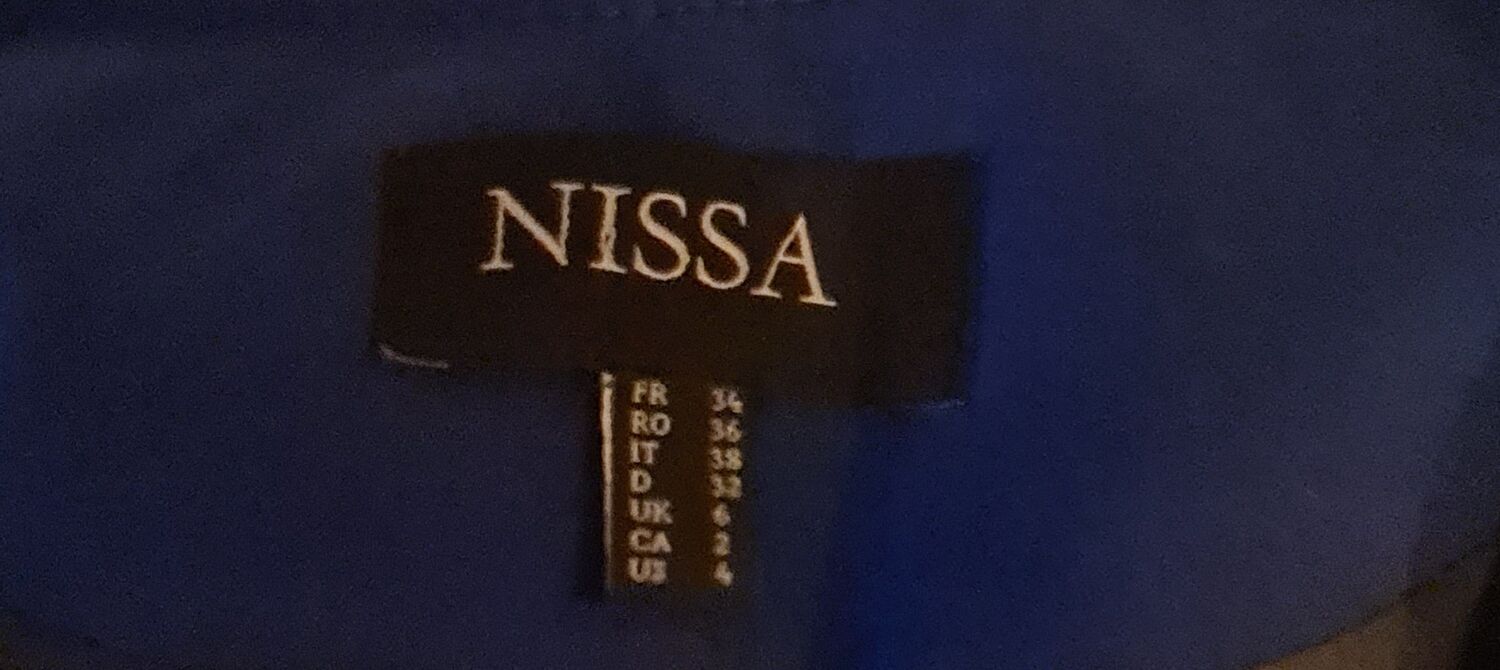 NISSA
FR 34
RO 36
IT 38
D 32
UK 6
CA 2
US 4